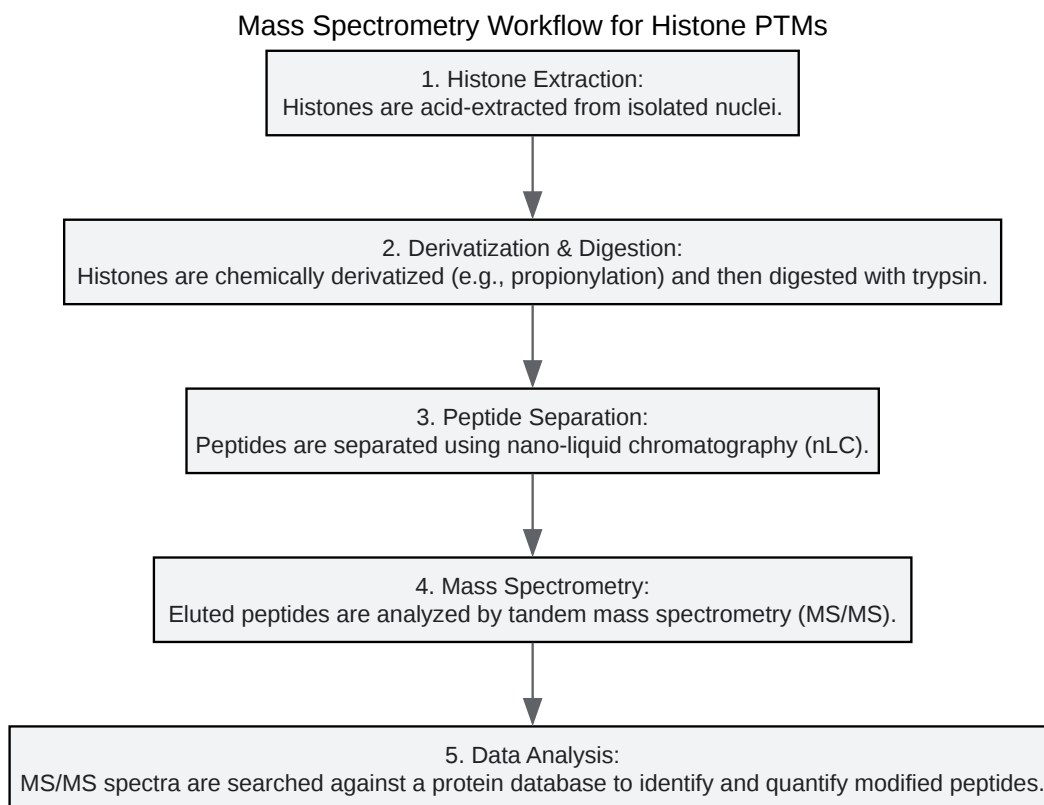 Mass Spectrometry Workflow for Histone PTMs
1. Histone Extraction:
Histones are acid-extracted from isolated nuclei.
2. Derivatization & Digestion:
Histones are chemically derivatized (e.g., propionylation) and then digested with trypsin.
3. Peptide Separation:
Peptides are separated using nano-liquid chromatography (nLC).
4. Mass Spectrometry:
Eluted peptides are analyzed by tandem mass spectrometry (MS/MS).
5. Data Analysis:
MS/MS spectra are searched against a protein database to identify and quantify modified peptides.